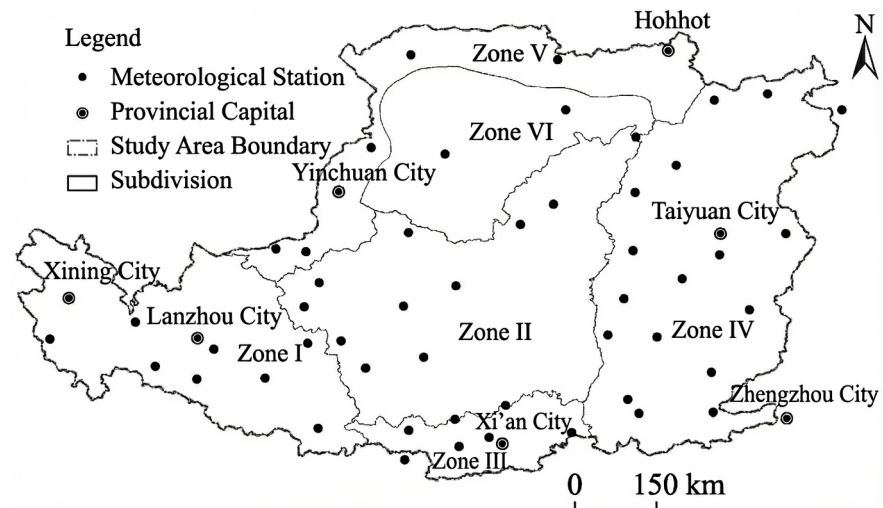 Hohhot
N
Legend
Zone V
Meteorological Station
Provincial Capital
Zone VI
Study Area Boundary
Yinchuan City
Subdivision
Taiyuan City
Xining City
Lanzhou City
Zone I
Zone II
Zone IV
Zhengzhou City
Xi'an City
Zone III
0 150 km